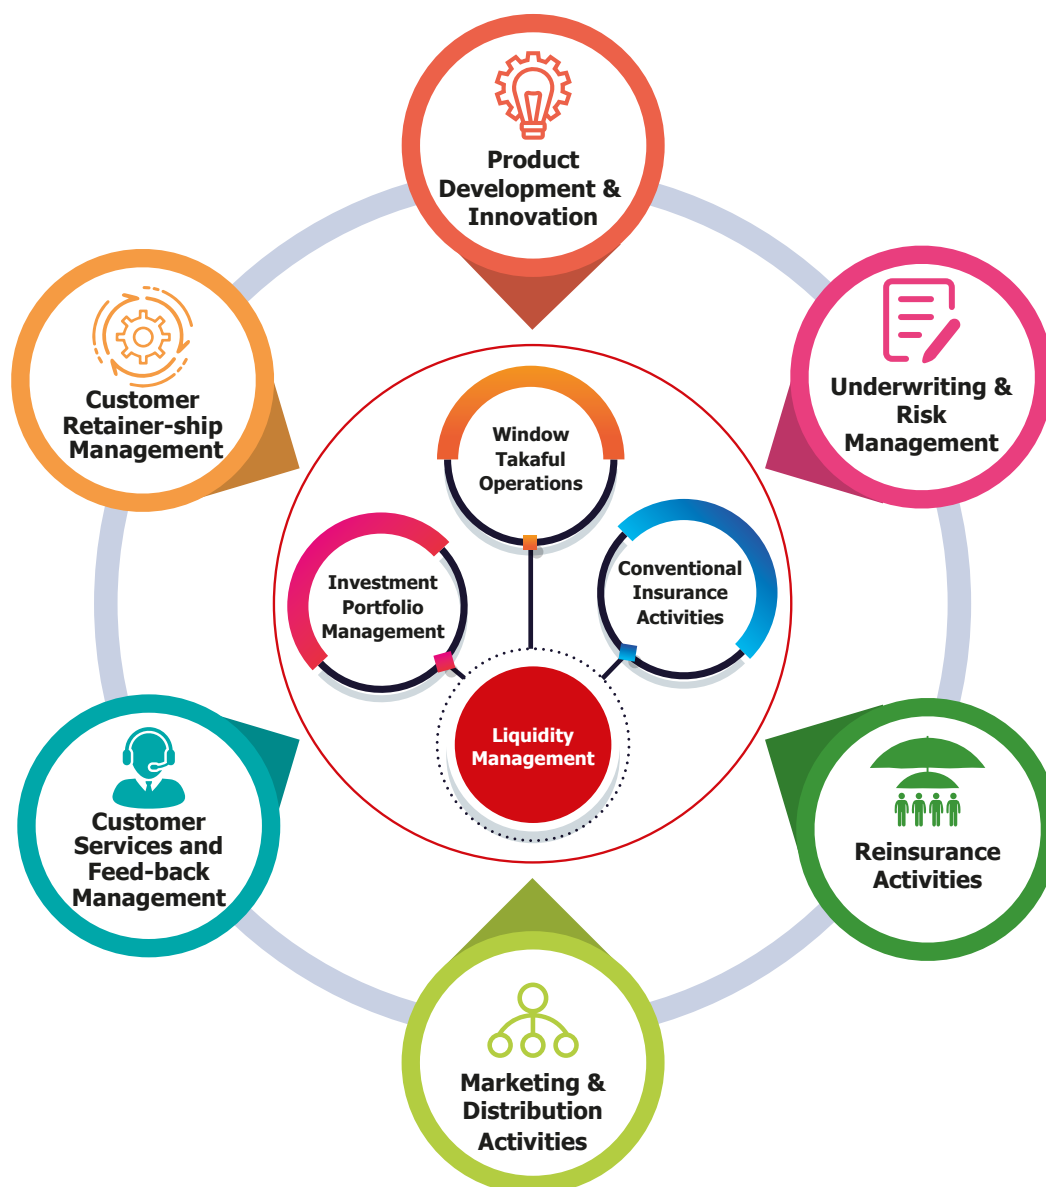 Product
Development &
Innovation
Underwriting &
Risk
Management
Customer
Retainer-ship
Management
Window
Takaful
Operations
Investment
Portfolio
Management
Conventional
Insurance
Activities
Liquidity
Management
Customer
Services and
Feed-back
Management
Reinsurance
Activities
Marketing &
Distribution
Activities